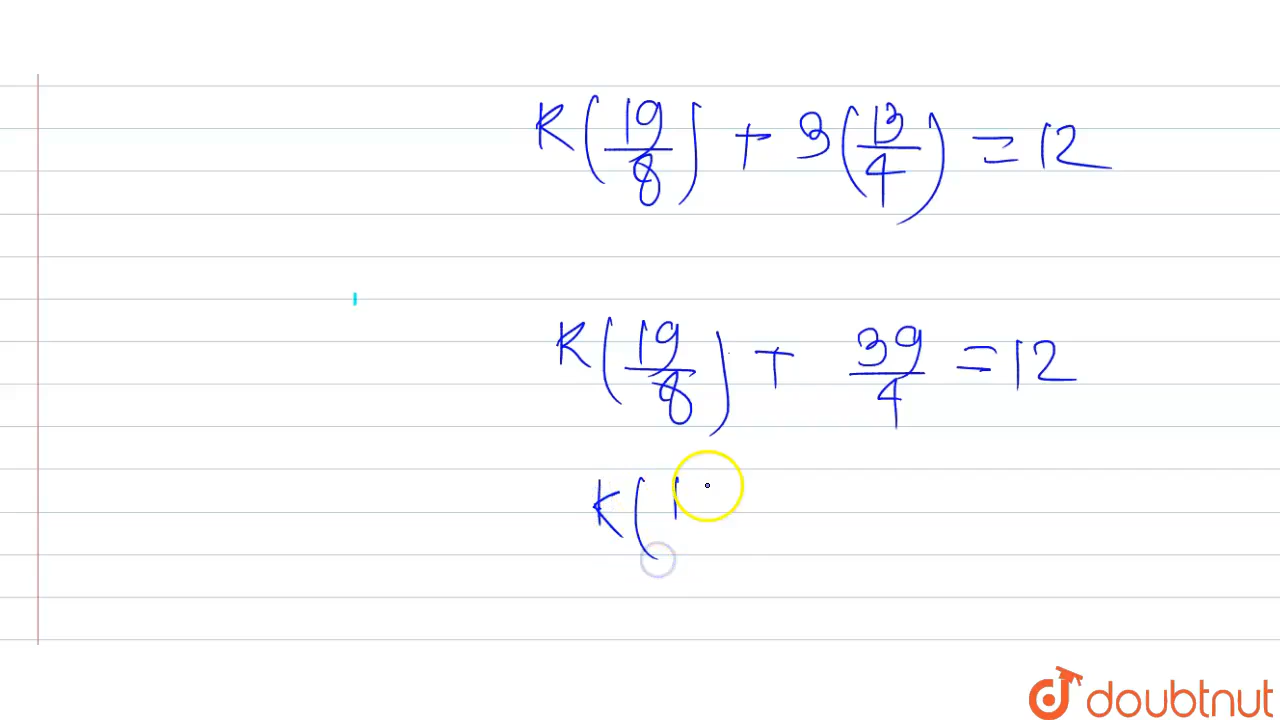 K(19/8) + 3(13/4) = 12
K(19/8) + 39/4 = 12
K(1
doubtnut